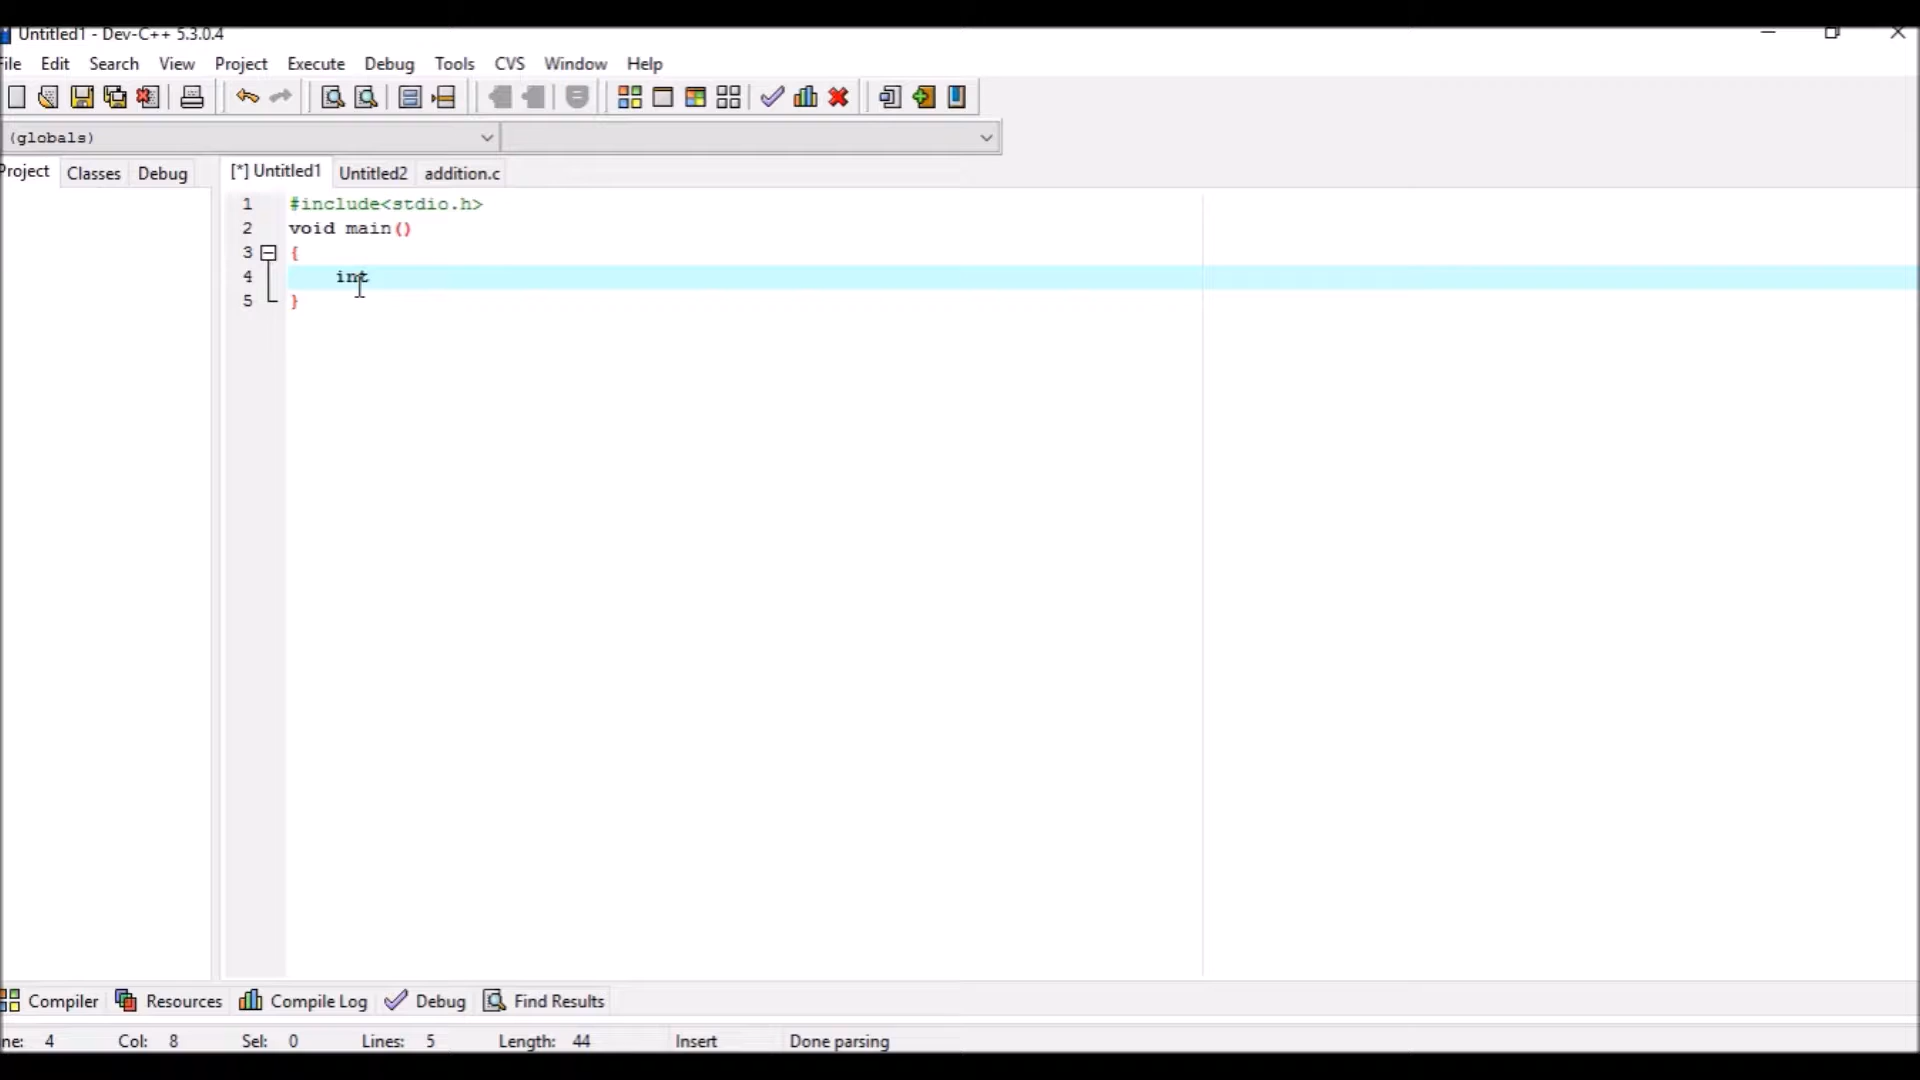 Untitled1 - Dev-C++ 5.3.0.4
File Edit Search View Project Execute Debug Tools CVS Window Help
(globals)
Project Classes Debug [*] Untitled1 Untitled2 addition.c
1 #include<stdio.h>
2 void main()
3 {
4 int
5 }
Compiler Resources Compile Log Debug Find Results
ne: 4 Col: 8 Sel: 0 Lines: 5 Length: 44 Insert Done parsing